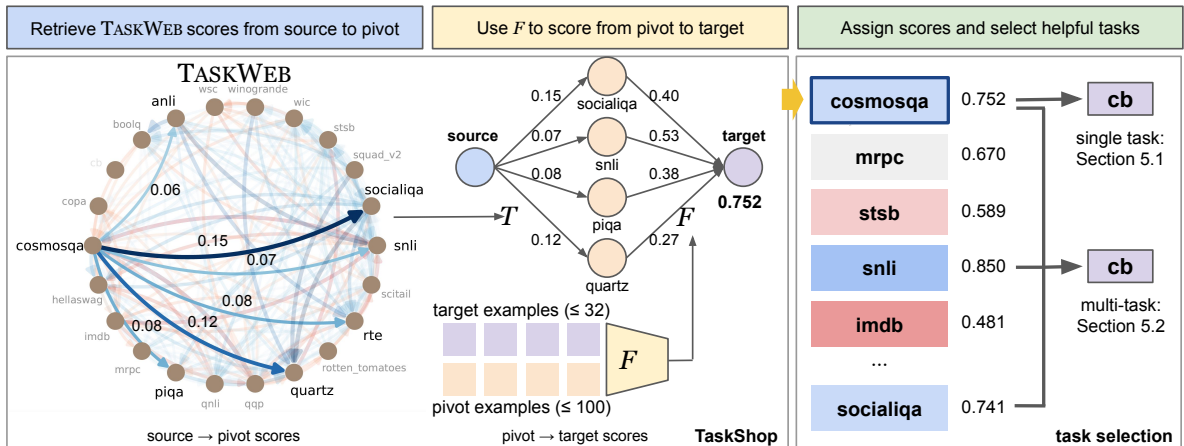 Retrieve TASKWEB scores from source to pivot
Use F to score from pivot to target
Assign scores and select helpful tasks
TASKWEB
wsc
winogrande
anli
wic
boolq
stsb
cb
squad_v2
0.06
copa
socialiqa
cosmosqa
0.15
0.07
snli
hellaswag
0.08
scitail
0.08
0.12
imdb
rte
mrpc
rotten_tomatoes
piqa
quartz
qnli
qqp
source → pivot scores
T
source
0.15
0.07
0.08
0.12
socialiqa
snli
piqa
quartz
0.40
0.53
0.38
0.27
target
0.752
F
target examples (≤ 32)
F
pivot examples (≤ 100)
pivot → target scores
TaskShop
cosmosqa 0.752
mrpc 0.670
stsb 0.589
snli 0.850
imdb 0.481
...
socialiqa 0.741
cb
single task:
Section 5.1
cb
multi-task:
Section 5.2
task selection